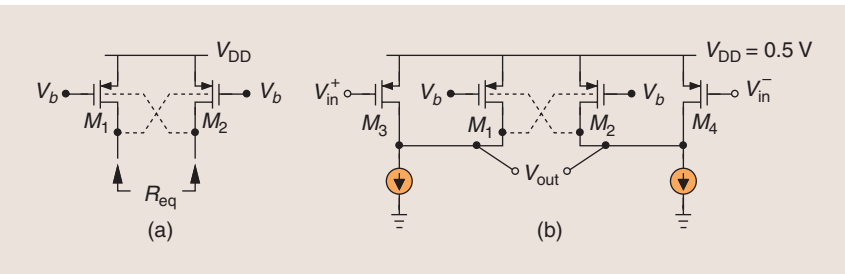 V_DD
V_b
V_b
M_1
M_2
R_eq
(a)
V_DD = 0.5 V
V_in^+
V_b
V_b
V_in^-
M_3
M_1
M_2
M_4
V_out
(b)